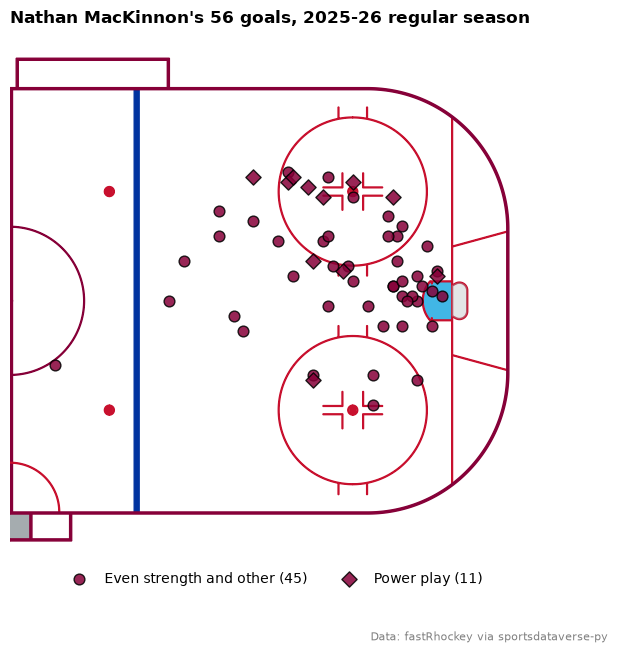 Nathan MacKinnon's 56 goals, 2025-26 regular season
Even strength and other (45)
Power play (11)
Data: fastRhockey via sportsdataverse-py